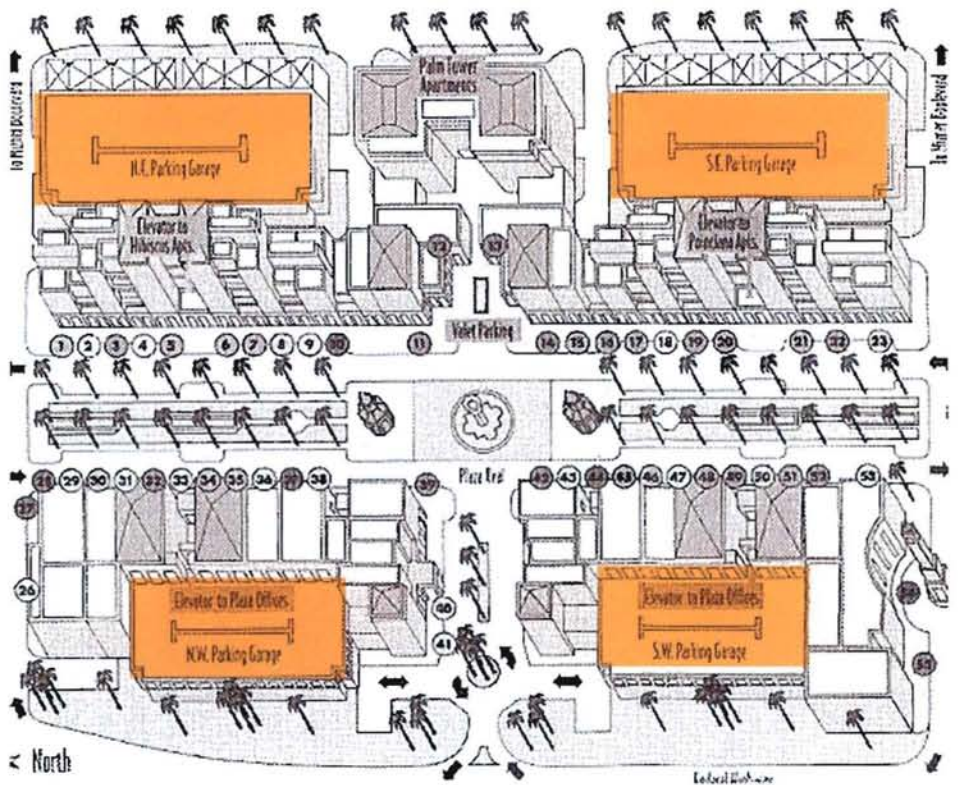 Palm Tower
Apartments
To Mizner Boulevard
To Mizner Boulevard
N.E. Parking Garage
S.E. Parking Garage
Elevator to
Hibiscus Apts.
Elevator to
Poinciana Apts.
12
13
Valet Parking
1 2 3 4 5 6 7 8 9 10 11 14 15 16 17 18 19 20 21 22 23
Plaza Real
28 29 30 31 32 33 34 35 36 37 38 39 42 43 44 45 46 47 48 49 50 51 52 53
27
26
Elevator to Plaza Offices
N.W. Parking Garage
40
41
Elevator to Plaza Offices
S.W. Parking Garage
55
North